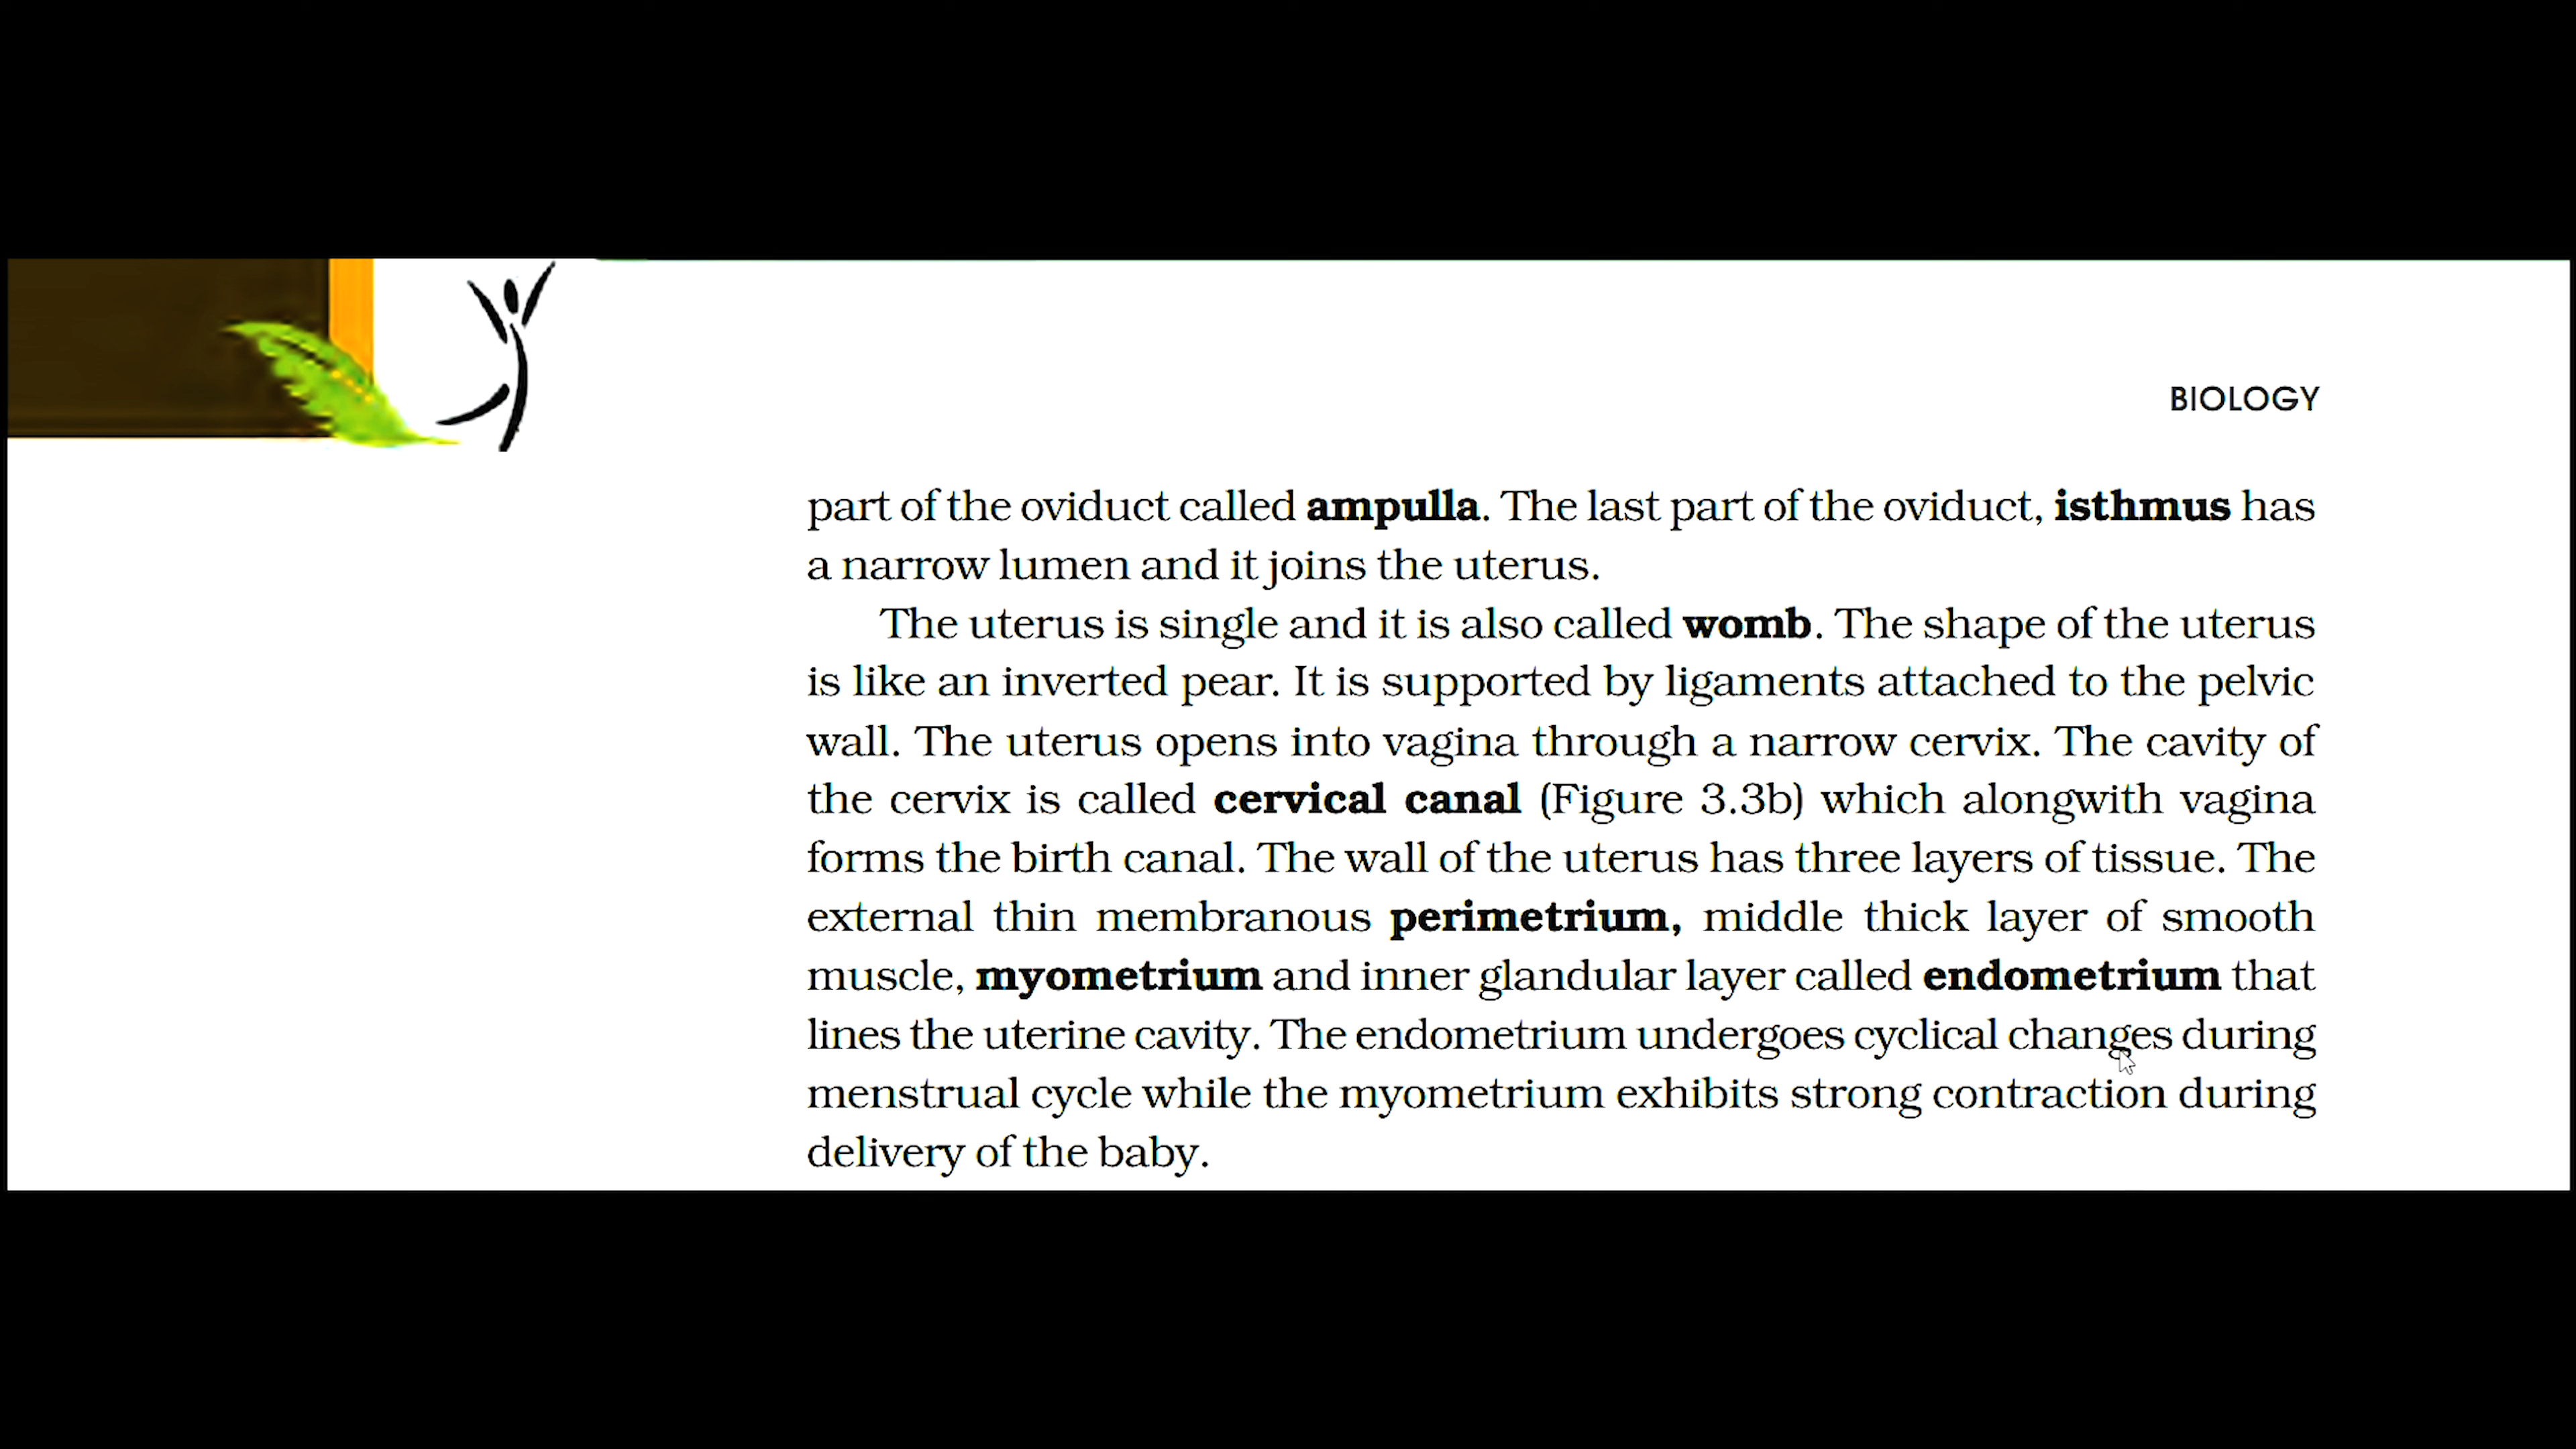 BIOLOGY
part of the oviduct called ampulla. The last part of the oviduct, isthmus has
a narrow lumen and it joins the uterus.
The uterus is single and it is also called womb. The shape of the uterus
is like an inverted pear. It is supported by ligaments attached to the pelvic
wall. The uterus opens into vagina through a narrow cervix. The cavity of
the cervix is called cervical canal (Figure 3.3b) which alongwith vagina
forms the birth canal. The wall of the uterus has three layers of tissue. The
external thin membranous perimetrium, middle thick layer of smooth
muscle, myometrium and inner glandular layer called endometrium that
lines the uterine cavity. The endometrium undergoes cyclical changes during
menstrual cycle while the myometrium exhibits strong contraction during
delivery of the baby.